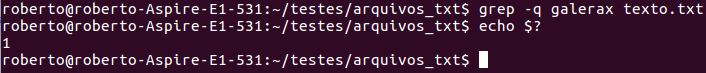 roberto@roberto-Aspire-E1-531:~/testes/arquivos_txt$ grep -q galerax texto.txt
roberto@roberto-Aspire-E1-531:~/testes/arquivos_txt$ echo $?
1
roberto@roberto-Aspire-E1-531:~/testes/arquivos_txt$